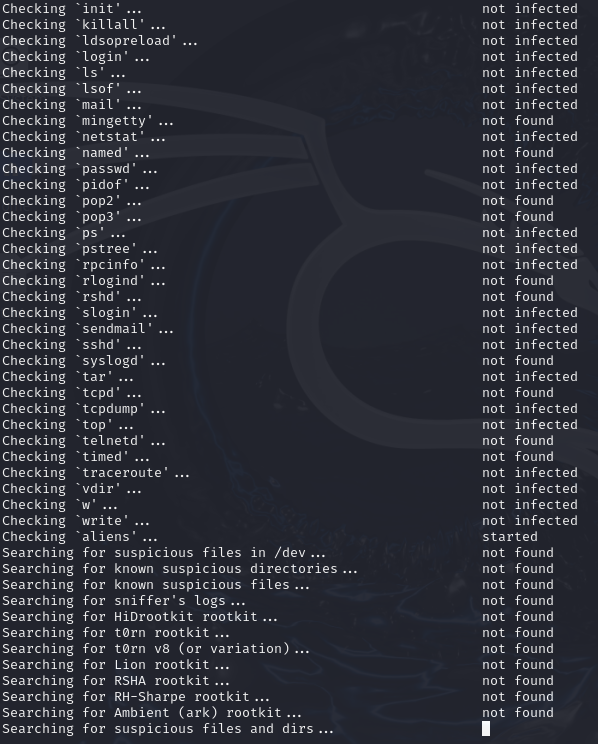 Checking `init'... not infected
Checking `killall'... not infected
Checking `ldsopreload'... not infected
Checking `login'... not infected
Checking `ls'... not infected
Checking `lsof'... not infected
Checking `mail'... not infected
Checking `mingetty'... not found
Checking `netstat'... not infected
Checking `named'... not found
Checking `passwd'... not infected
Checking `pidof'... not infected
Checking `pop2'... not found
Checking `pop3'... not found
Checking `ps'... not infected
Checking `pstree'... not infected
Checking `rpcinfo'... not infected
Checking `rlogind'... not found
Checking `rshd'... not found
Checking `slogin'... not infected
Checking `sendmail'... not infected
Checking `sshd'... not infected
Checking `syslogd'... not found
Checking `tar'... not infected
Checking `tcpd'... not found
Checking `tcpdump'... not infected
Checking `top'... not infected
Checking `telnetd'... not found
Checking `timed'... not found
Checking `traceroute'... not infected
Checking `vdir'... not infected
Checking `w'... not infected
Checking `write'... not infected
Checking `aliens'... started
Searching for suspicious files in /dev... not found
Searching for known suspicious directories... not found
Searching for known suspicious files... not found
Searching for sniffer's logs... not found
Searching for HiDrootkit rootkit... not found
Searching for t0rn rootkit... not found
Searching for t0rn v8 (or variation)... not found
Searching for Lion rootkit... not found
Searching for RSHA rootkit... not found
Searching for RH-Sharpe rootkit... not found
Searching for Ambient (ark) rootkit... not found
Searching for suspicious files and dirs...